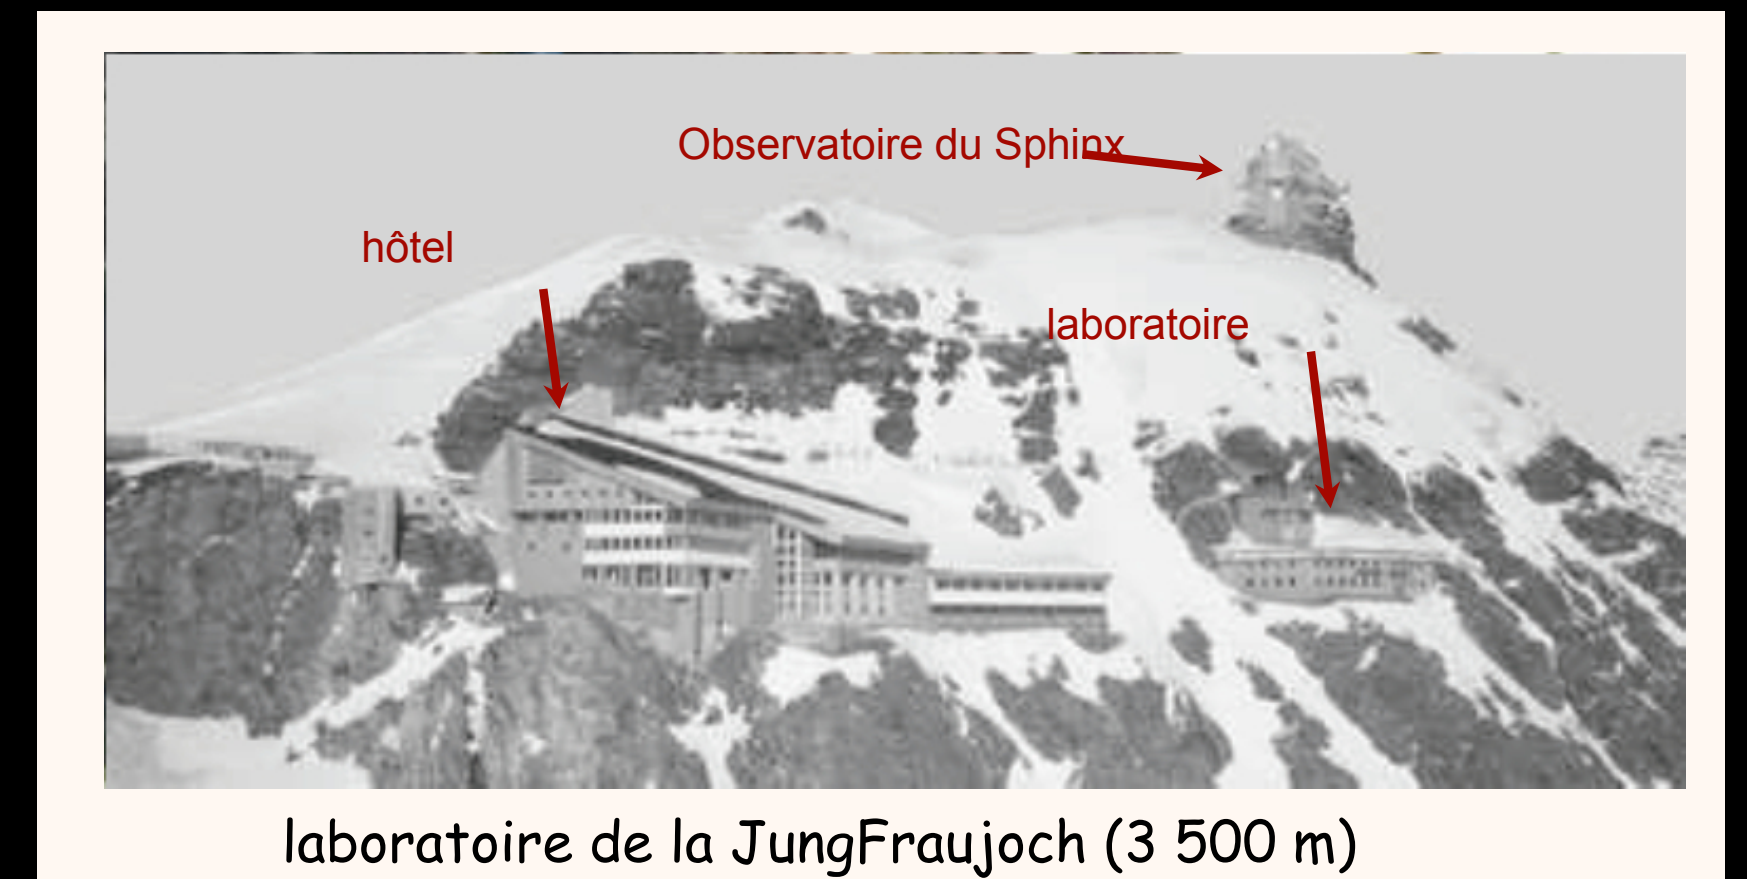 Observatoire du Sphinx
hôtel
laboratoire
laboratoire de la JungFraujoch (3 500 m)